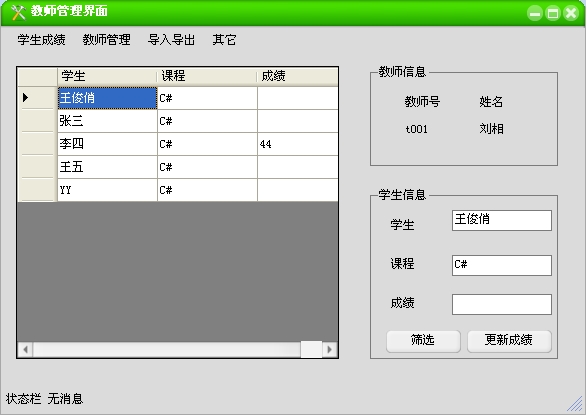 教师管理界面
学生成绩 教师管理 导入导出 其它
学生 课程 成绩
王俊俏 C#
张三 C#
李四 C# 44
王五 C#
YY C#
教师信息
教师号 姓名
t001 刘相
学生信息
学生 王俊俏
课程 C#
成绩
筛选 更新成绩
状态栏 无消息